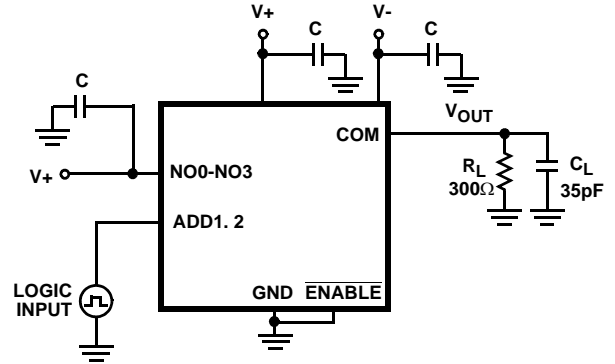 V+
V-
C
C
C
V+
COM
VOUT
NO0-NO3
RL
300Ω
CL
35pF
ADD1. 2
LOGIC
INPUT
GND
ENABLE